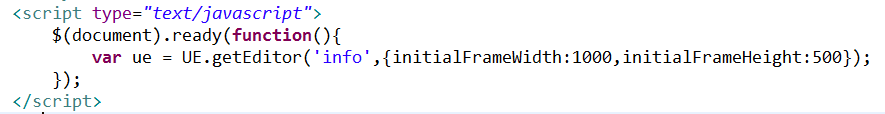 <script type="text/javascript">
    $(document).ready(function(){
        var ue = UE.getEditor('info',{initialFrameWidth:1000,initialFrameHeight:500});
    });
</script>